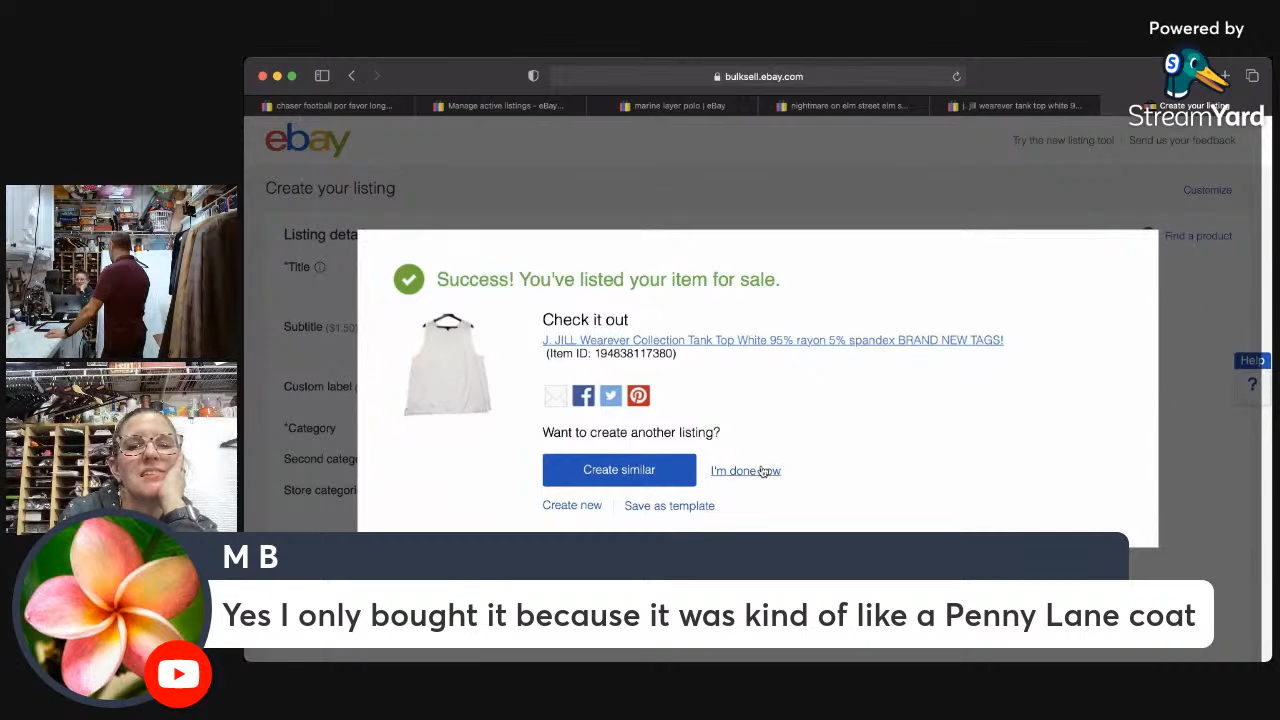 Powered by
StreamYard
bulksell.ebay.com
chaser football por favor long...
Manage active listings - eBay...
marine layer polo | eBay
nightmare on elm street elm s...
j. jill wearever tank top white 9...
Create your listing
ebay
Try the new listing tool
Send us your feedback
Create your listing
Customize
Listing deta
Find a product
*Title
Subtitle ($1.50)
Custom label
*Category
Second categ
Store categori
Success! You've listed your item for sale.
Check it out
J. JILL Wearever Collection Tank Top White 95% rayon 5% spandex BRAND NEW TAGS!
(Item ID: 194838117380)
Want to create another listing?
Create similar
I'm done now
Create new
Save as template
Help
?
M B
Yes I only bought it because it was kind of like a Penny Lane coat